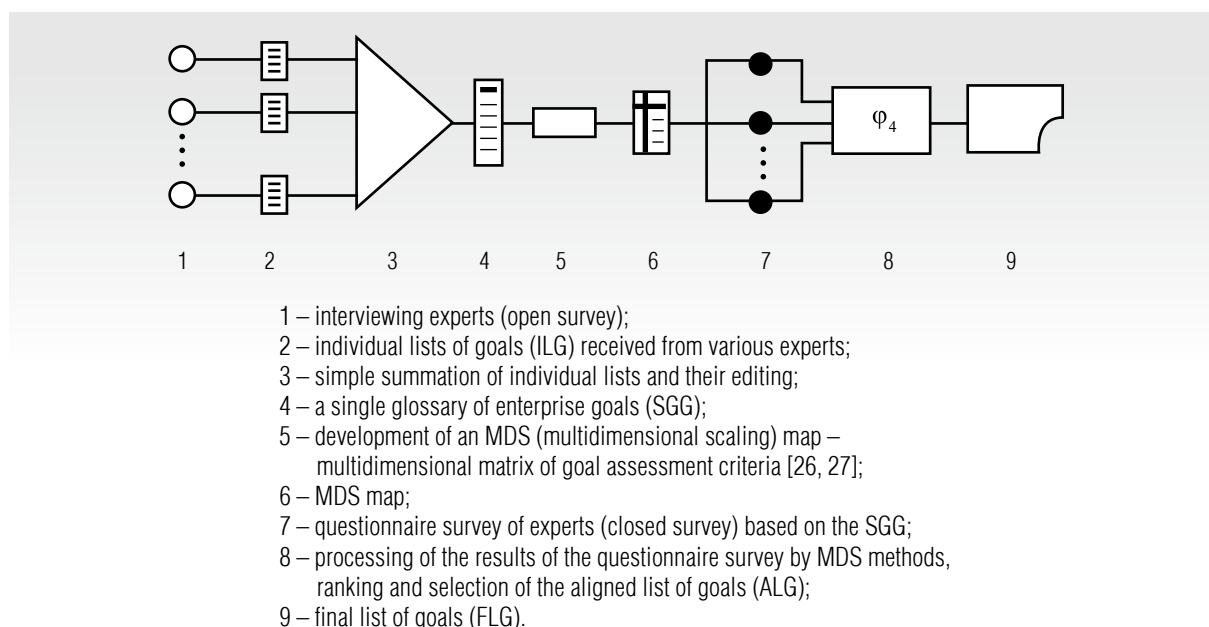 φ₄
1 2 3 4 5 6 7 8 9
1 – interviewing experts (open survey);
2 – individual lists of goals (ILG) received from various experts;
3 – simple summation of individual lists and their editing;
4 – a single glossary of enterprise goals (SGG);
5 – development of an MDS (multidimensional scaling) map –
multidimensional matrix of goal assessment criteria [26, 27];
6 – MDS map;
7 – questionnaire survey of experts (closed survey) based on the SGG;
8 – processing of the results of the questionnaire survey by MDS methods,
ranking and selection of the aligned list of goals (ALG);
9 – final list of goals (FLG).